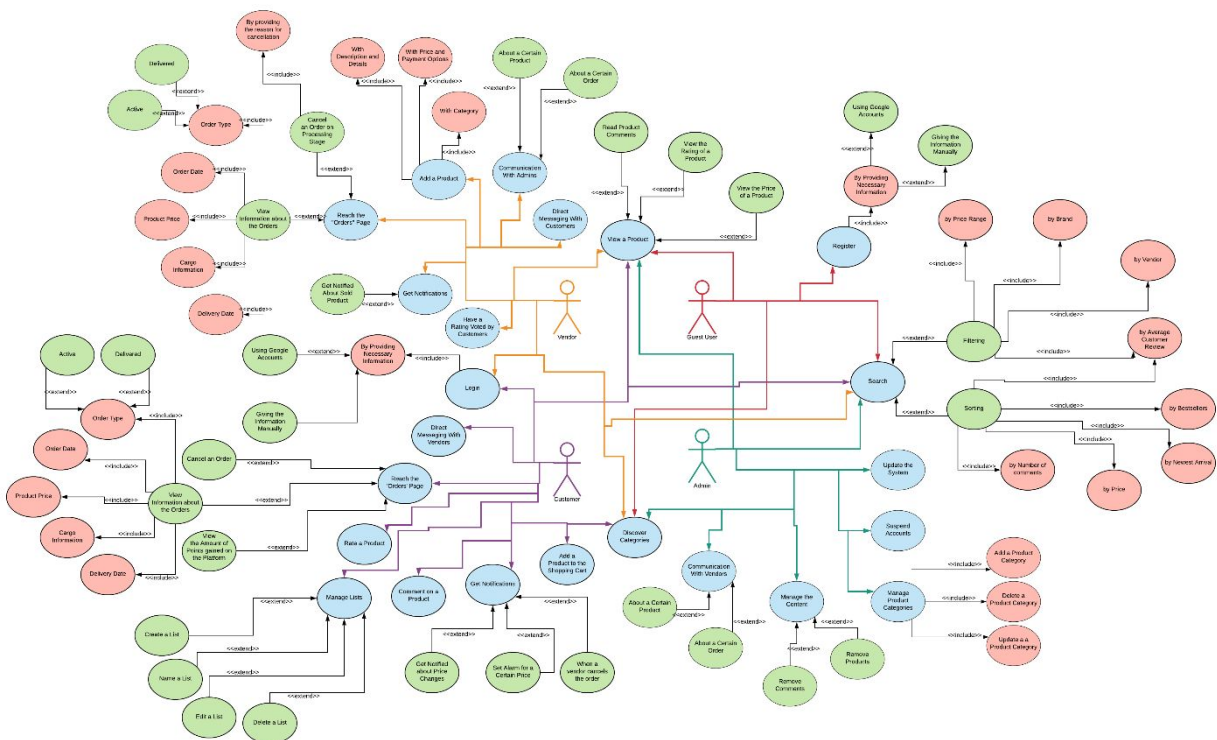 By providing
the reason for
cancellation
<<include>>
Delivered
<<extend>>
Active
<<extend>>
Order Type
<<include>>
Cancel
an Order on
Processing
Stage
<<extend>>
With
Description and
Details
<<include>>
With Price and
Payment Options
<<include>>
With Category
<<include>>
Add a Product
About a Certain
Product
<<extend>>
About a Certain
Order
<<extend>>
Communication
With Admins
Order Date
<<include>>
Product Price
<<include>>
Cargo
Information
<<include>>
Delivery Date
<<include>>
View
Information about
the Orders
<<extend>>
Reach the
"Orders" Page
Direct
Messaging With
Customers
Get Notified
About Sold
Product
<<extend>>
Get Notifications
Have a
Rating Voted by
Customers
Vendor
Read Product
Comments
<<extend>>
View the
Rating of a
Product
<<extend>>
View the Price
of a Product
<<extend>>
View a Product
Using Google
Accounts
<<extend>>
Giving the
Information
Manually
<<extend>>
By Providing
Necessary
Information
<<include>>
Register
Guest User
by Price Range
<<include>>
by Brand
<<include>>
by Vendor
<<include>>
by Average
Customer
Review
<<include>>
Filtering
<<extend>>
Search
<<extend>>
Sorting
<<include>>
<<include>>
by Bestsellers
<<include>>
by Newest Arrival
<<include>>
by Price
<<include>>
by Number of
comments
Using Google
Accounts
<<extend>>
By Providing
Necessary
Information
<<include>>
Login
Giving the
Information
Manually
<<extend>>
Active
<<extend>>
Delivered
<<extend>>
Order Type
<<include>>
Order Date
<<include>>
Product Price
<<include>>
Cargo
Information
<<include>>
Delivery Date
<<include>>
View
Information about
the Orders
<<extend>>
Cancel an Order
<<extend>>
View
the Amount of
Points gained on
the Platform
<<extend>>
Reach the
"Orders" Page
Direct
Messaging With
Vendors
Customer
Rate a Product
Manage Lists
Create a List
<<extend>>
Name a List
<<extend>>
Edit a List
<<extend>>
Delete a List
<<extend>>
Comment on a
Product
Get Notifications
Add a
Product to the
Shopping Cart
Get Notified
about Price
Changes
<<extend>>
Set Alarm for a
Certain Price
<<extend>>
When a
vendor cancels
the order
<<extend>>
Discover
Categories
Admin
Update the
System
Suspend
Accounts
Manage
Product
Categories
<<include>>
Add a Product
Category
<<include>>
Delete a
Product Category
<<include>>
Update a a
Product Category
Communication
With Vendors
About a Certain
Product
<<extend>>
About a Certain
Order
<<extend>>
Manage the
Content
Remove
Comments
<<extend>>
Remove
Products
<<extend>>